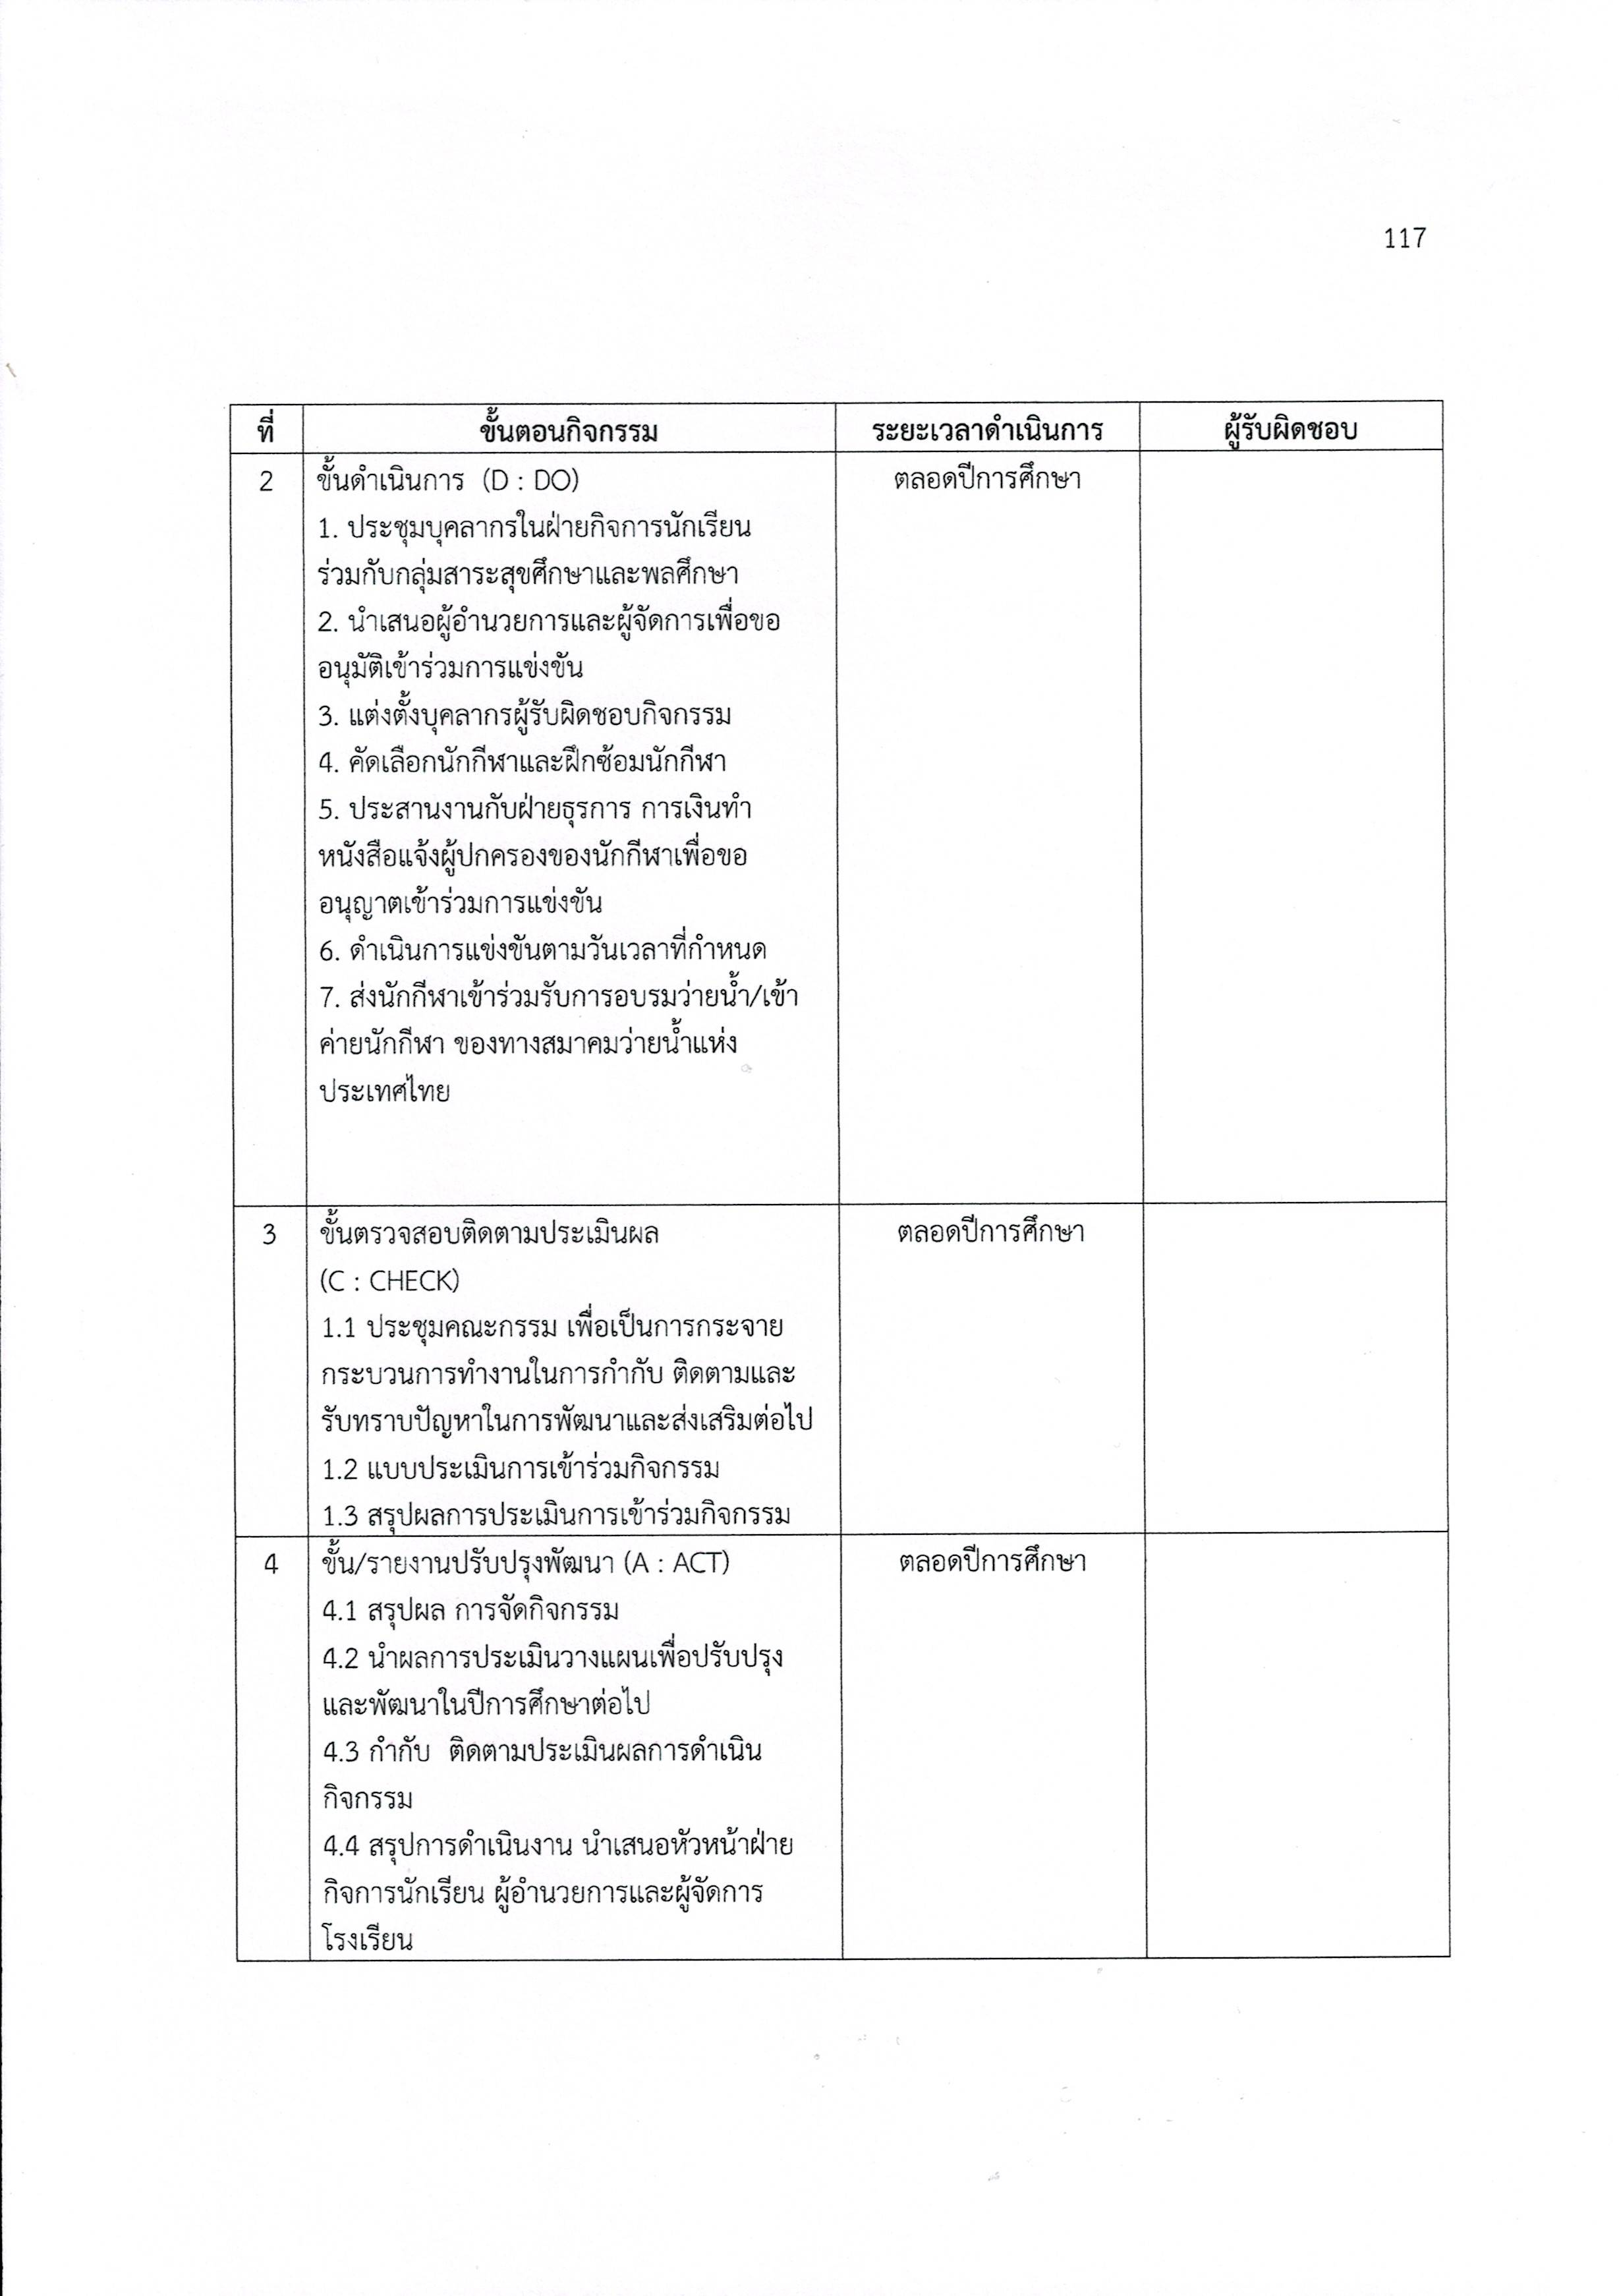 117
ที่ ขั้นตอนกิจกรรม ระยะเวลาดำเนินการ ผู้รับผิดชอบ
2 ขั้นดำเนินการ (D : DO) ตลอดปีการศึกษา
1. ประชุมบุคลากรในฝ่ายกิจการนักเรียน
ร่วมกับกลุ่มสาระสุขศึกษาและพลศึกษา
2. นำเสนอผู้อำนวยการและผู้จัดการเพื่อขอ
อนุมัติเข้าร่วมการแข่งขัน
3. แต่งตั้งบุคลากรผู้รับผิดชอบกิจกรรม
4. คัดเลือกนักกีฬาและฝึกซ้อมนักกีฬา
5. ประสานงานกับฝ่ายธุรการ การเงินทำ
หนังสือแจ้งผู้ปกครองของนักกีฬาเพื่อขอ
อนุญาตเข้าร่วมการแข่งขัน
6. ดำเนินการแข่งขันตามวันเวลาที่กำหนด
7. ส่งนักกีฬาเข้าร่วมรับการอบรมว่ายน้ำ/เข้า
ค่ายนักกีฬา ของทางสมาคมว่ายน้ำแห่ง
ประเทศไทย
3 ขั้นตรวจสอบติดตามประเมินผล ตลอดปีการศึกษา
(C : CHECK)
1.1 ประชุมคณะกรรม เพื่อเป็นการกระจาย
กระบวนการทำงานในการกำกับ ติดตามและ
รับทราบปัญหาในการพัฒนาและส่งเสริมต่อไป
1.2 แบบประเมินการเข้าร่วมกิจกรรม
1.3 สรุปผลการประเมินการเข้าร่วมกิจกรรม
4 ขั้น/รายงานปรับปรุงพัฒนา (A : ACT) ตลอดปีการศึกษา
4.1 สรุปผล การจัดกิจกรรม
4.2 นำผลการประเมินวางแผนเพื่อปรับปรุง
และพัฒนาในปีการศึกษาต่อไป
4.3 กำกับ ติดตามประเมินผลการดำเนิน
กิจกรรม
4.4 สรุปการดำเนินงาน นำเสนอหัวหน้าฝ่าย
กิจการนักเรียน ผู้อำนวยการและผู้จัดการ
โรงเรียน